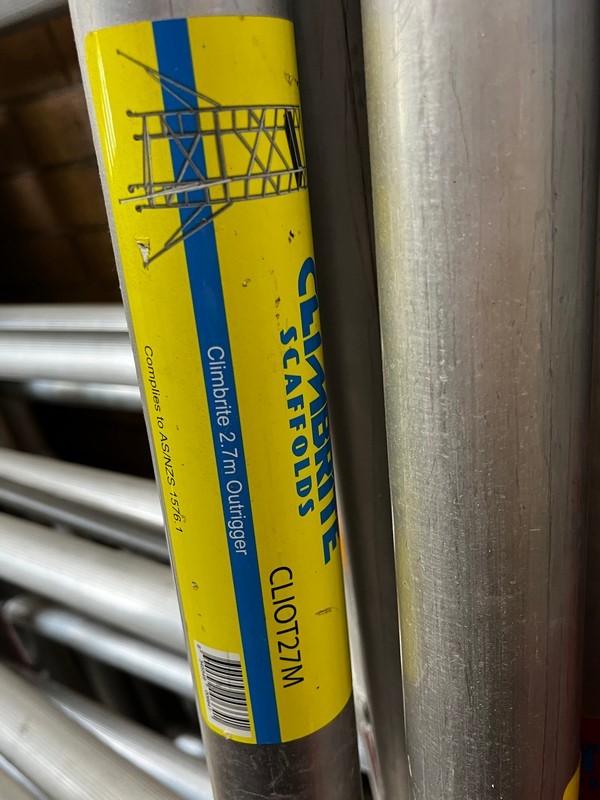 CLIMBRITE
SCAFFOLDS
CLIOT27M
Climbrite 2.7m Outrigger
Complies to AS/NZS 1576.1